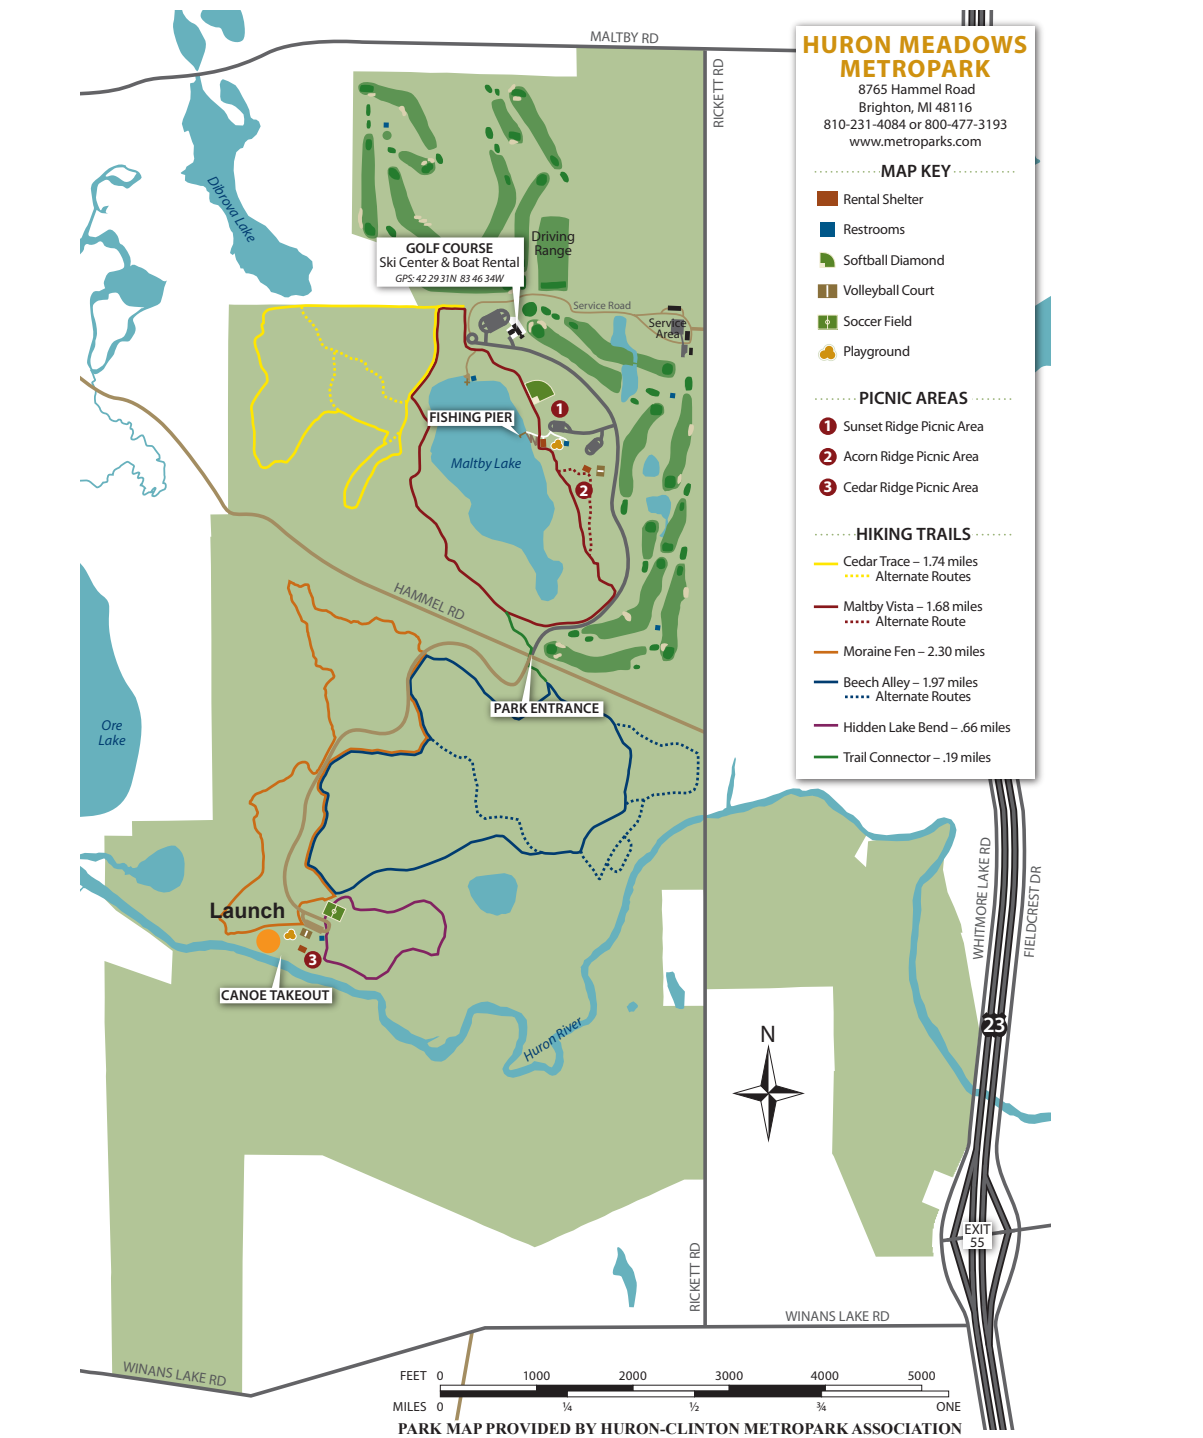 MALTBY RD
RICKETT RD
HURON MEADOWS
METROPARK
8765 Hammel Road
Brighton, MI 48116
810-231-4084 or 800-477-3193
www.metroparks.com
MAP KEY
Rental Shelter
Restrooms
Softball Diamond
Volleyball Court
Soccer Field
Playground
PICNIC AREAS
1 Sunset Ridge Picnic Area
2 Acorn Ridge Picnic Area
3 Cedar Ridge Picnic Area
HIKING TRAILS
Cedar Trace – 1.74 miles
Alternate Routes
Maltby Vista – 1.68 miles
Alternate Route
Moraine Fen – 2.30 miles
Beech Alley – 1.97 miles
Alternate Routes
Hidden Lake Bend – .66 miles
Trail Connector – .19 miles
Dibrova Lake
Driving
Range
GOLF COURSE
Ski Center & Boat Rental
GPS: 42 29 31N 83 46 34W
Service Road
Service
Area
1
FISHING PIER
Maltby Lake
2
HAMMEL RD
PARK ENTRANCE
Ore
Lake
Launch
3
CANOE TAKEOUT
Huron River
WHITMORE LAKE RD
FIELDCREST DR
23
N
EXIT
55
RICKETT RD
WINANS LAKE RD
WINANS LAKE RD
FEET 0 1000 2000 3000 4000 5000
MILES 0 ¼ ½ ¾ ONE
PARK MAP PROVIDED BY HURON-CLINTON METROPARK ASSOCIATION